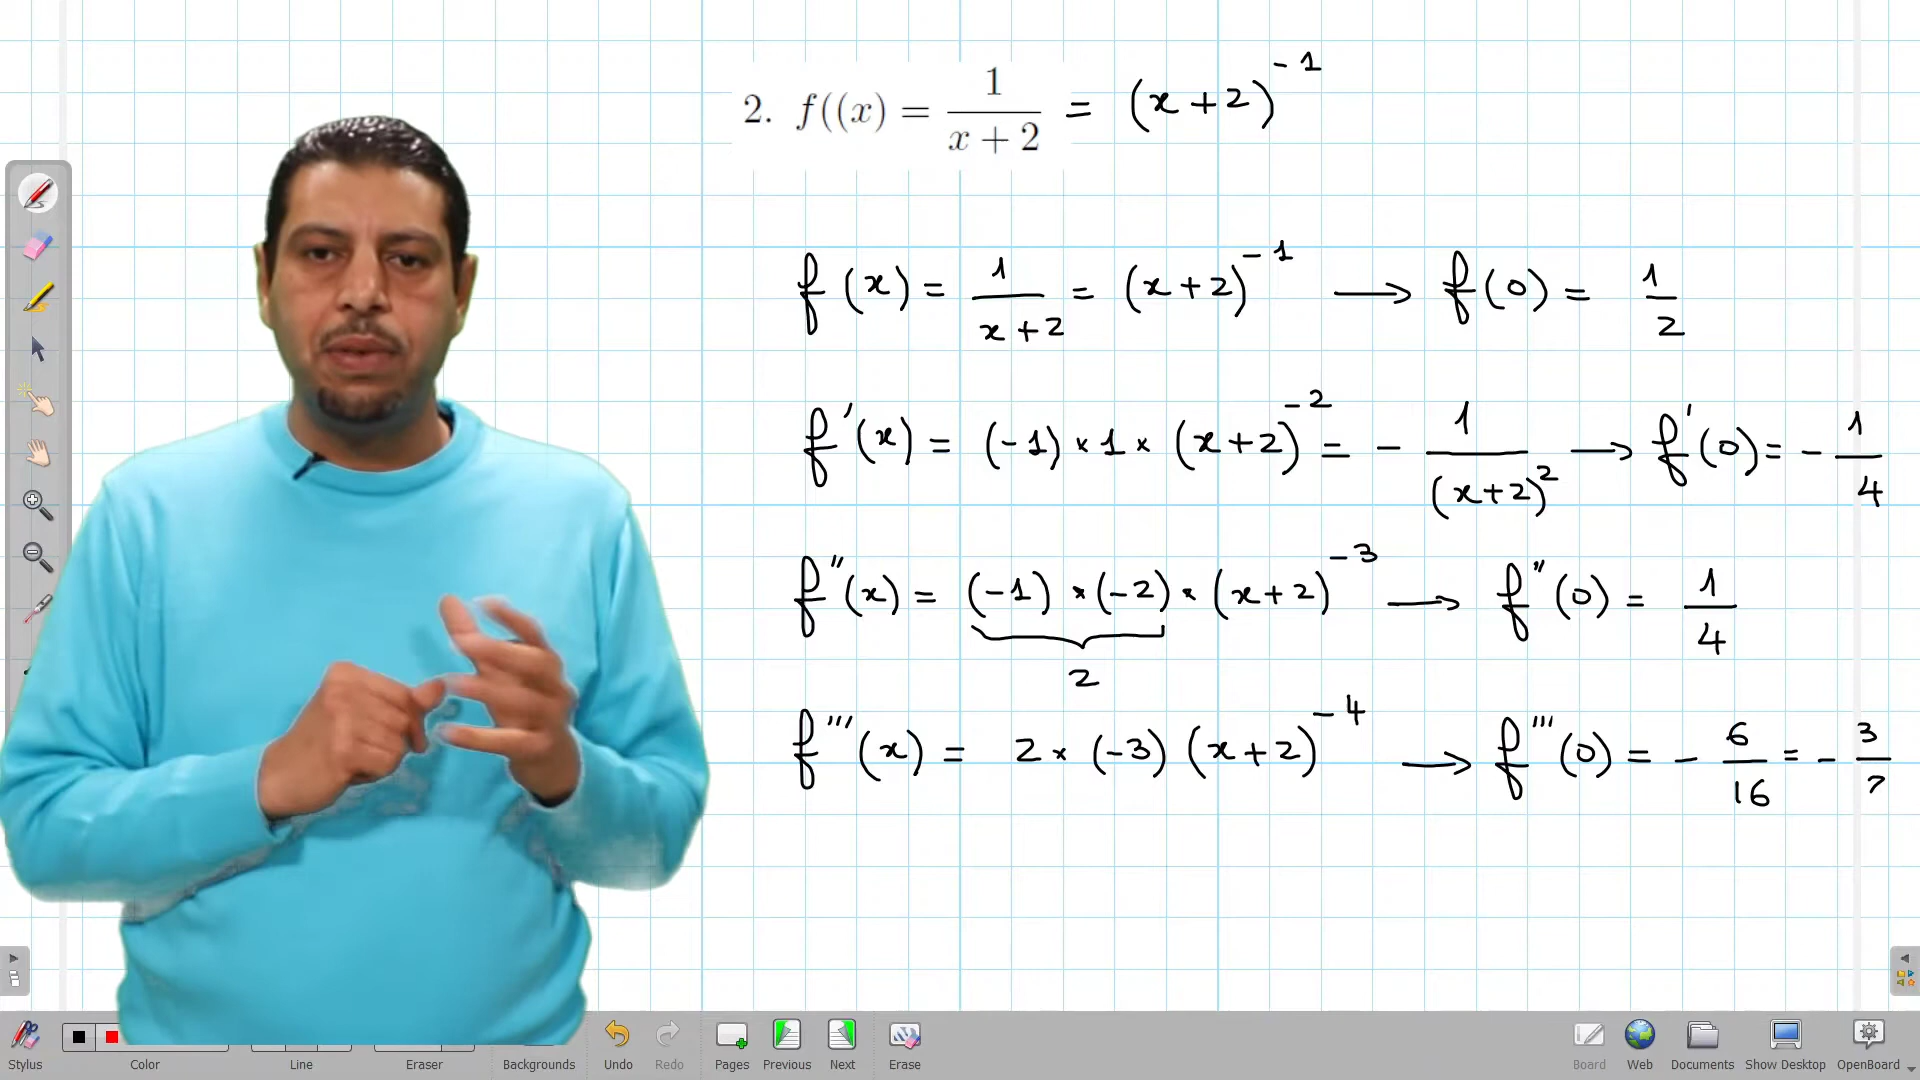 2. f((x) = 1/(x + 2) = (x+2)^-1
f(x) = 1/(x+2) = (x+2)^-1 ⟶ f(0) = 1/2
f'(x) = (-1) × 1 × (x+2)^-2 = - 1/(x+2)^2 ⟶ f'(0) = - 1/4
f''(x) = (-1) × (-2) × (x+2)^-3 ⟶ f''(0) = 1/4
2
f'''(x) = 2 × (-3) (x+2)^-4 ⟶ f'''(0) = - 6/16 = - 3/
Stylus Color Line Eraser Backgrounds Undo Redo Pages Previous Next Erase Board Web Documents Show Desktop OpenBoard